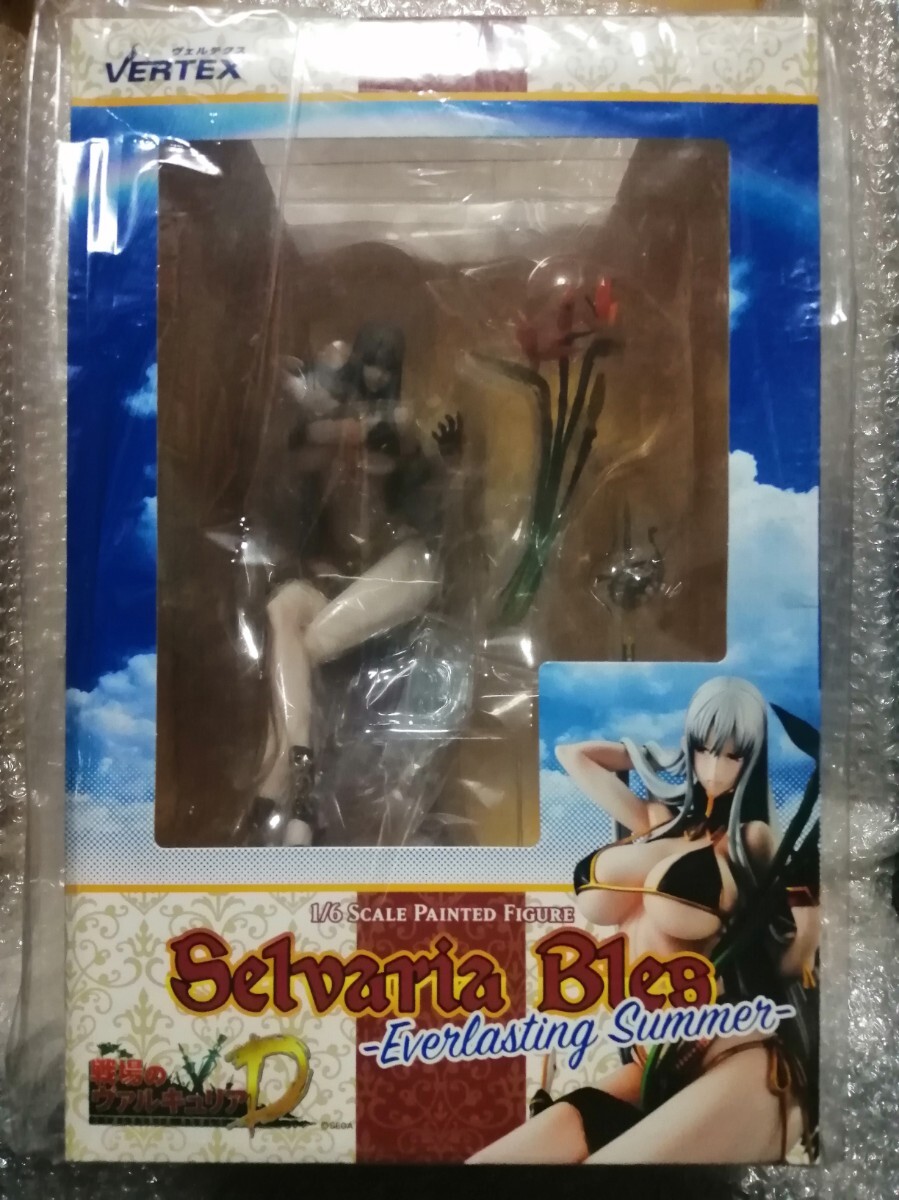 ヴェルテクス
VERTEX
1/6 SCALE PAINTED FIGURE
Selvaria Bles
-Everlasting Summer-
戦場の
ヴァルキュリア D
©SEGA